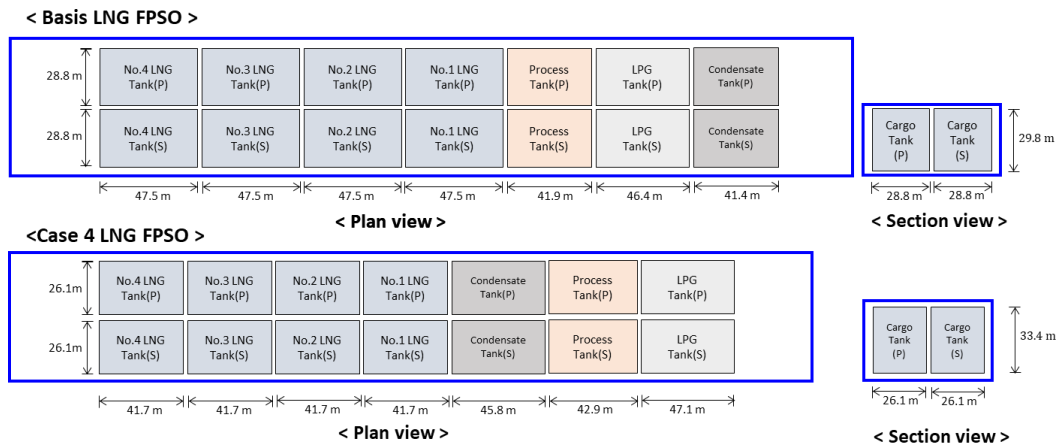 < Basis LNG FPSO >
28.8 m
No.4 LNG
Tank(P)
No.3 LNG
Tank(P)
No.2 LNG
Tank(P)
No.1 LNG
Tank(P)
Process
Tank(P)
LPG
Tank(P)
Condensate
Tank(P)
28.8 m
No.4 LNG
Tank(S)
No.3 LNG
Tank(S)
No.2 LNG
Tank(S)
No.1 LNG
Tank(S)
Process
Tank(S)
LPG
Tank(S)
Condensate
Tank(S)
47.5 m
47.5 m
47.5 m
47.5 m
41.9 m
46.4 m
41.4 m
< Plan view >
Cargo
Tank
(P)
Cargo
Tank
(S)
29.8 m
28.8 m
28.8 m
< Section view >
<Case 4 LNG FPSO >
26.1m
No.4 LNG
Tank(P)
No.3 LNG
Tank(P)
No.2 LNG
Tank(P)
No.1 LNG
Tank(P)
Condensate
Tank(P)
Process
Tank(P)
LPG
Tank(P)
26.1m
No.4 LNG
Tank(S)
No.3 LNG
Tank(S)
No.2 LNG
Tank(S)
No.1 LNG
Tank(S)
Condensate
Tank(S)
Process
Tank(S)
LPG
Tank(S)
41.7 m
41.7 m
41.7 m
41.7 m
45.8 m
42.9 m
47.1 m
< Plan view >
Cargo
Tank
(P)
Cargo
Tank
(S)
33.4 m
26.1 m
26.1 m
< Section view >